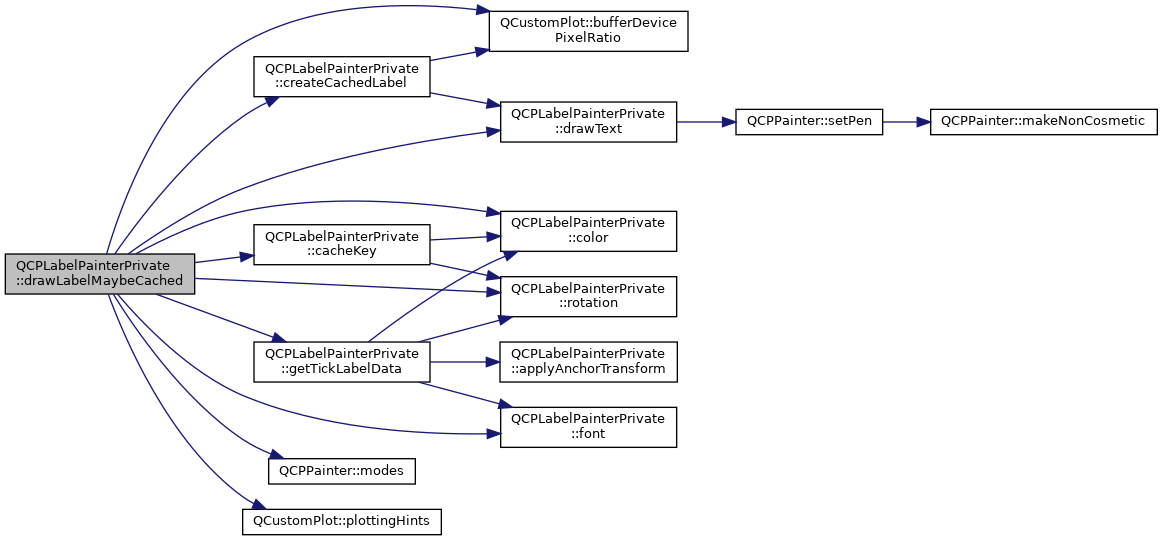 QCustomPlot::bufferDevice
PixelRatio
QCPLabelPainterPrivate
::createCachedLabel
QCPLabelPainterPrivate
::drawText
QCPPainter::setPen
QCPPainter::makeNonCosmetic
QCPLabelPainterPrivate
::color
QCPLabelPainterPrivate
::cacheKey
QCPLabelPainterPrivate
::drawLabelMaybeCached
QCPLabelPainterPrivate
::rotation
QCPLabelPainterPrivate
::getTickLabelData
QCPLabelPainterPrivate
::applyAnchorTransform
QCPLabelPainterPrivate
::font
QCPPainter::modes
QCustomPlot::plottingHints